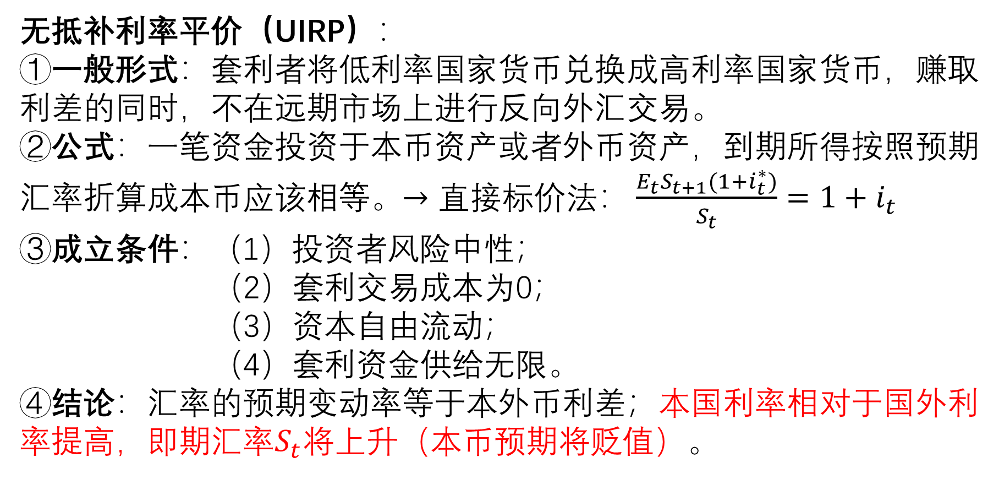 无抵补利率平价（UIRP）：
①一般形式：套利者将低利率国家货币兑换成高利率国家货币，赚取
利差的同时，不在远期市场上进行反向外汇交易。
②公式：一笔资金投资于本币资产或者外币资产，到期所得按照预期
汇率折算成本币应该相等。→ 直接标价法：$\frac{E_tS_{t+1}(1+i_t^*)}{S_t} = 1 + i_t$
③成立条件：（1）投资者风险中性；
（2）套利交易成本为0；
（3）资本自由流动；
（4）套利资金供给无限。
④结论：汇率的预期变动率等于本外币利差；本国利率相对于国外利
率提高，即期汇率$S_t$将上升（本币预期将贬值）。